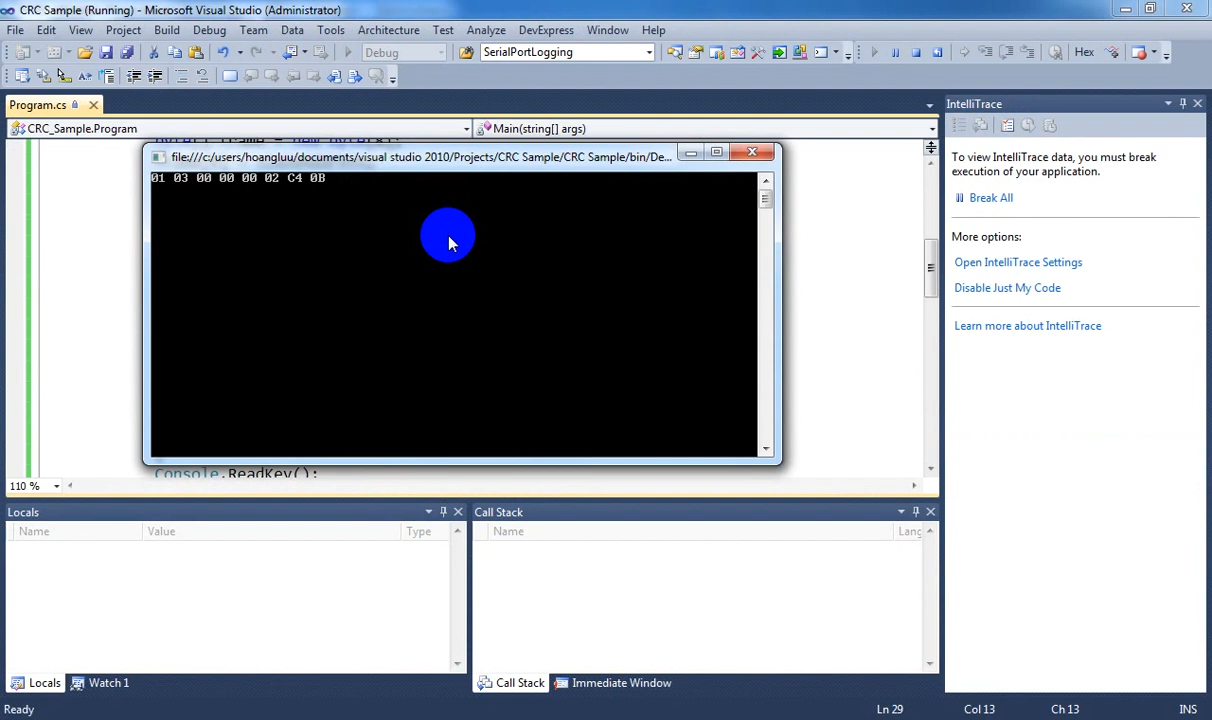 CRC Sample (Running) - Microsoft Visual Studio (Administrator)
File Edit View Project Build Debug Team Data Tools Architecture Test DevExpress Analyze Window Help
Debug SerialPortLogging Hex
Program.cs
CRC_Sample.Program Main(string[] args)
file:///c:/users/hoangluu/documents/visual studio 2010/Projects/CRC Sample/CRC Sample/bin/De...
01 03 00 00 00 02 C4 0B
Console.ReadKey();
110 %
IntelliTrace
To view IntelliTrace data, you must break
execution of your application.
Break All
More options:
Open IntelliTrace Settings
Disable Just My Code
Learn more about IntelliTrace
Locals
Name Value Type
Call Stack
Name Lang
Locals Watch 1
Call Stack Immediate Window
Ready Ln 29 Col 13 Ch 13 INS